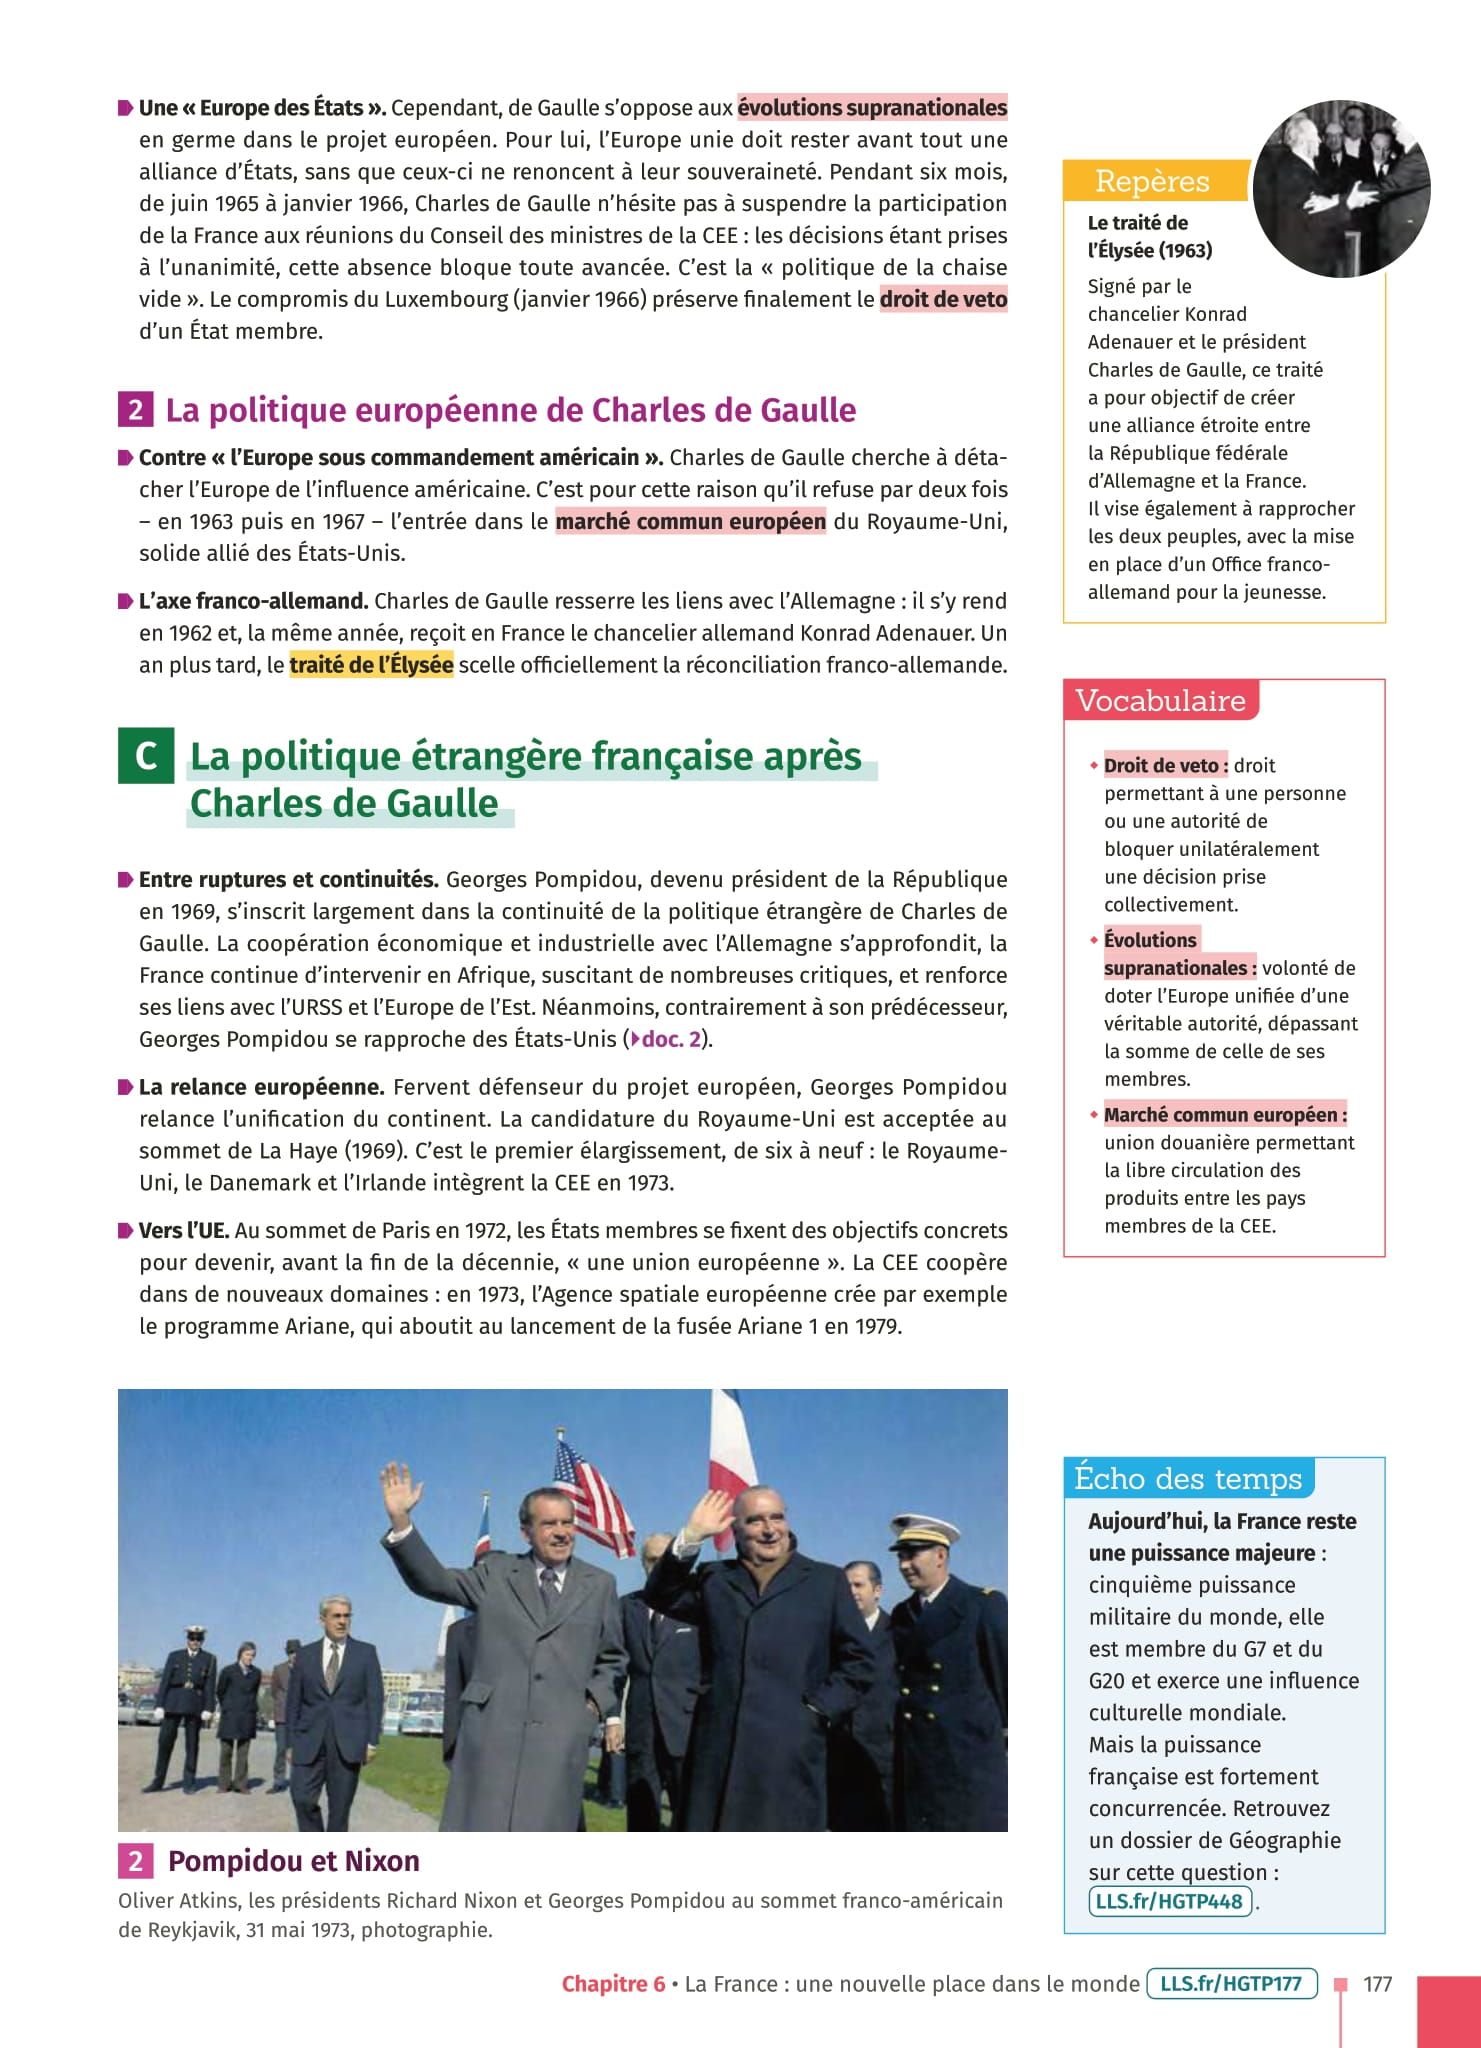 Une « Europe des États ». Cependant, de Gaulle s’oppose aux évolutions supranationales
en germe dans le projet européen. Pour lui, l’Europe unie doit rester avant tout une
alliance d’États, sans que ceux-ci ne renoncent à leur souveraineté. Pendant six mois,
de juin 1965 à janvier 1966, Charles de Gaulle n’hésite pas à suspendre la participation
de la France aux réunions du Conseil des ministres de la CEE : les décisions étant prises
à l’unanimité, cette absence bloque toute avancée. C’est la « politique de la chaise
vide ». Le compromis du Luxembourg (janvier 1966) préserve finalement le droit de veto
d’un État membre.
2 La politique européenne de Charles de Gaulle
Contre « l’Europe sous commandement américain ». Charles de Gaulle cherche à déta-
cher l’Europe de l’influence américaine. C’est pour cette raison qu’il refuse par deux fois
– en 1963 puis en 1967 – l’entrée dans le marché commun européen du Royaume-Uni,
solide allié des États-Unis.
L’axe franco-allemand. Charles de Gaulle resserre les liens avec l’Allemagne : il s’y rend
en 1962 et, la même année, reçoit en France le chancelier allemand Konrad Adenauer. Un
an plus tard, le traité de l’Élysée scelle officiellement la réconciliation franco-allemande.
C La politique étrangère française après
Charles de Gaulle
Entre ruptures et continuités. Georges Pompidou, devenu président de la République
en 1969, s’inscrit largement dans la continuité de la politique étrangère de Charles de
Gaulle. La coopération économique et industrielle avec l’Allemagne s’approfondit, la
France continue d’intervenir en Afrique, suscitant de nombreuses critiques, et renforce
ses liens avec l’URSS et l’Europe de l’Est. Néanmoins, contrairement à son prédécesseur,
Georges Pompidou se rapproche des États-Unis (doc. 2).
La relance européenne. Fervent défenseur du projet européen, Georges Pompidou
relance l’unification du continent. La candidature du Royaume-Uni est acceptée au
sommet de La Haye (1969). C’est le premier élargissement, de six à neuf : le Royaume-
Uni, le Danemark et l’Irlande intègrent la CEE en 1973.
Vers l’UE. Au sommet de Paris en 1972, les États membres se fixent des objectifs concrets
pour devenir, avant la fin de la décennie, « une union européenne ». La CEE coopère
dans de nouveaux domaines : en 1973, l’Agence spatiale européenne crée par exemple
le programme Ariane, qui aboutit au lancement de la fusée Ariane 1 en 1979.
2 Pompidou et Nixon
Oliver Atkins, les présidents Richard Nixon et Georges Pompidou au sommet franco-américain
de Reykjavik, 31 mai 1973, photographie.
Repères
Le traité de
l’Élysée (1963)
Signé par le
chancelier Konrad
Adenauer et le président
Charles de Gaulle, ce traité
a pour objectif de créer
une alliance étroite entre
la République fédérale
d’Allemagne et la France.
Il vise également à rapprocher
les deux peuples, avec la mise
en place d’un Office franco-
allemand pour la jeunesse.
Vocabulaire
Droit de veto : droit
permettant à une personne
ou une autorité de
bloquer unilatéralement
une décision prise
collectivement.
Évolutions
supranationales : volonté de
doter l’Europe unifiée d’une
véritable autorité, dépassant
la somme de celle de ses
membres.
Marché commun européen :
union douanière permettant
la libre circulation des
produits entre les pays
membres de la CEE.
Écho des temps
Aujourd’hui, la France reste
une puissance majeure :
cinquième puissance
militaire du monde, elle
est membre du G7 et du
G20 et exerce une influence
culturelle mondiale.
Mais la puissance
française est fortement
concurrencée. Retrouvez
un dossier de Géographie
sur cette question :
LLS.fr/HGTP448.
Chapitre 6 • La France : une nouvelle place dans le monde LLS.fr/HGTP177 177